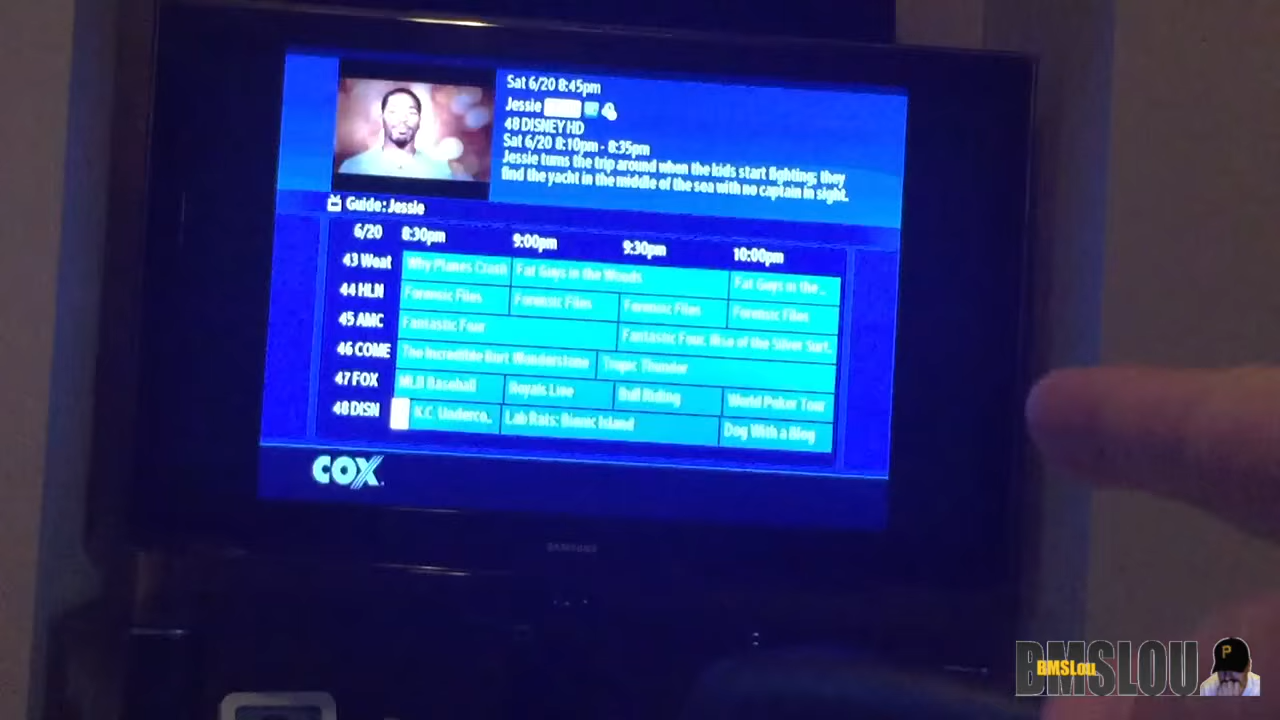 Sat 6/20 8:45pm
Jessie
48 DISNEY HD
Sat 6/20 8:10pm - 8:35pm
Jessie turns the trip around when the kids start fighting; they
find the yacht in the middle of the sea with no captain in sight.
Guide: Jessie
6/20 8:30pm 9:00pm 9:30pm 10:00pm
43 Weat Why Planes Crash Fat Guys in the Woods Fat Guys in the ...
44 HLN Forensic Files Forensic Files Forensic Files Forensic Files
45 AMC Fantastic Four Fantastic Four: Rise of the Silver Surf.
46 COME The Incredible Burt Wonderstone Tropic Thunder
47 FOX MLB Baseball Royals Live Bull Riding World Poker Tour
48 DISN K.C. Underco.. Lab Rats: Bionic Island Dog With a Blog
COX
SAMSUNG
BMSLOU
BMSLou
P